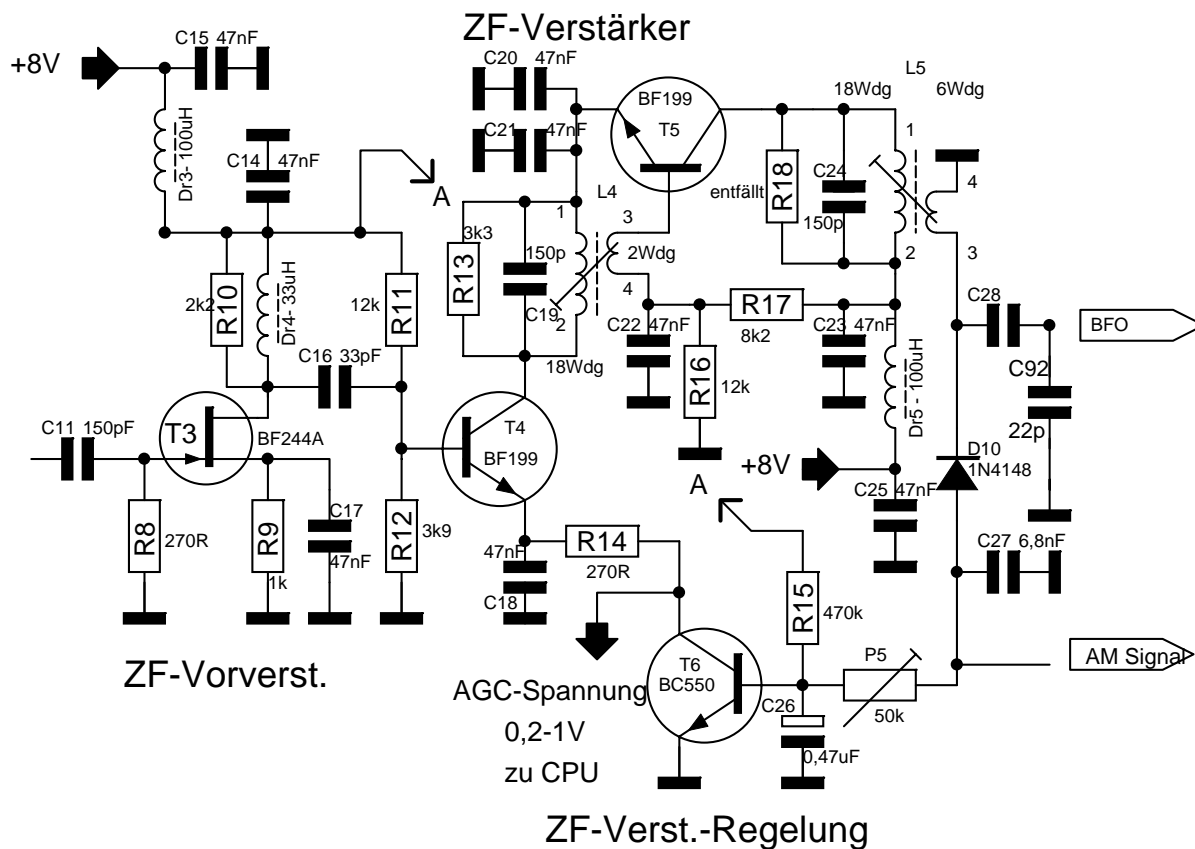 ZF-Verstärker
C15 47nF
+8V
Dr3- 100uH
C14
47nF
A
C20
47nF
C21
47nF
BF199
T5
L5
18Wdg
6Wdg
1
4
2
3
entfällt
R18
C24
150p
R10
2k2
Dr4- 33uH
R11
12k
C16 33pF
R13
3k3
150p
C19
L4
1
2
3
4
2Wdg
18Wdg
C22 47nF
R16
12k
R17
8k2
C23 47nF
Dr5 - 100uH
C28
BFO
C92
22p
C11 150pF
T3
BF244A
T4
BF199
+8V
A
C25 47nF
D10
1N4148
R8
270R
R9
1k
C17
47nF
R12
3k9
47nF
C18
R14
270R
R15
470k
C27 6,8nF
AM Signal
ZF-Vorverst.
AGC-Spannung
0,2-1V
zu CPU
T6
BC550
C26
0,47uF
P5
50k
ZF-Verst.-Regelung